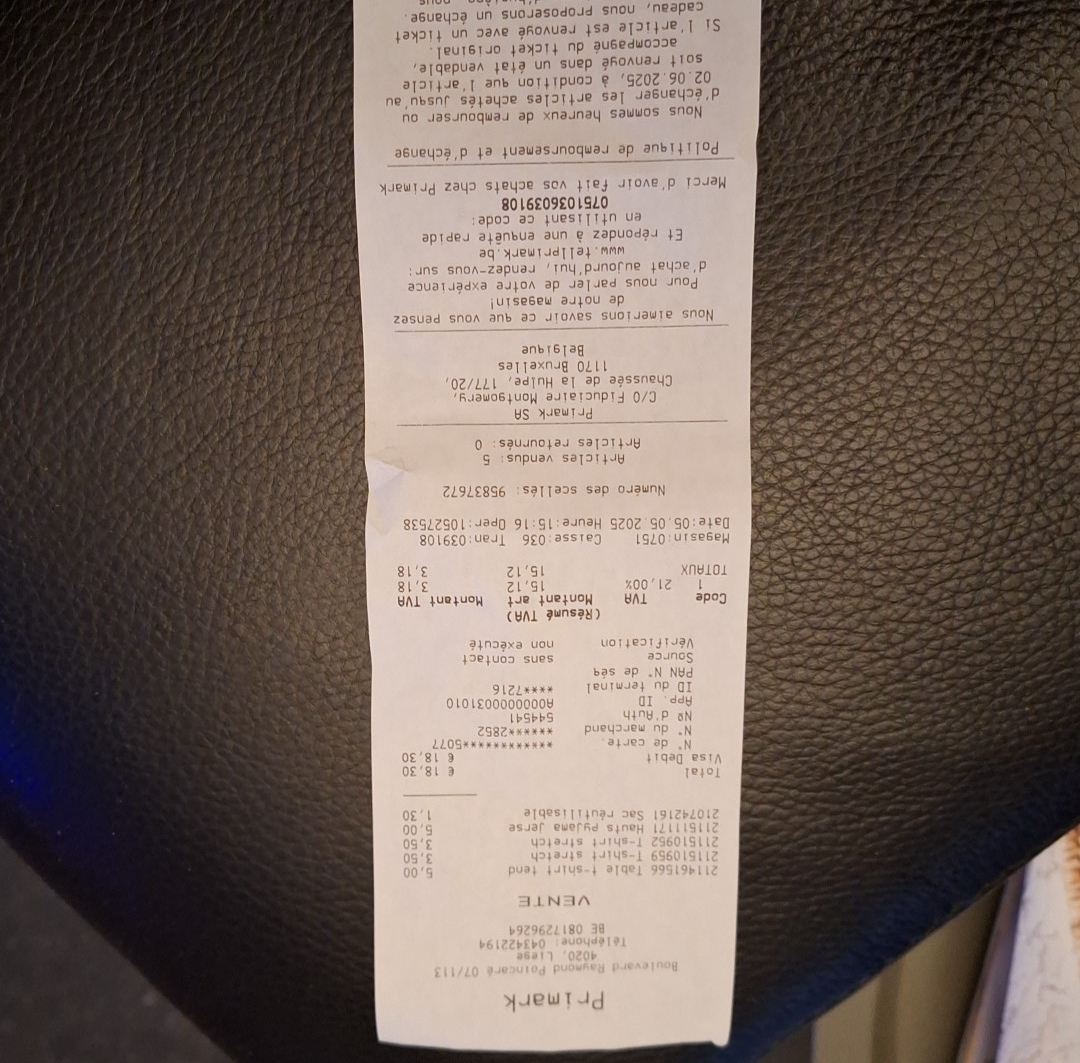 Primark
Boulevard Raymond Poincaré 07/113
4020, Liege
Téléphone: 043422194
BE 0817296264
VENTE
211461566 Table t-shirt tend 5,00
211510959 T-shirt stretch 3,50
211510952 T-shirt stretch 3,50
211511171 Hauts Pyjama jerse 5,00
210742161 Sac réutilisable 1,30
Total € 18,30
Visa Debit € 18,30
N° de carte. ************5077
N° du marchand ******2852
Nº d'Auth 544541
App. ID A0000000031010
ID du terminal ****7216
PAN N° de séq
Source sans contact
Vérification non exécuté
(Résumé TVA)
Code TVA Montant art Montant TVA
1 21,00% 15,12 3,18
TOTAUX 15,12 3,18
Magasin:0751 Caisse:036 Tran:039108
Date:05.05.2025 Heure:15:16 Oper:10527538
Numéro des scellés: 95837672
Articles vendus: 5
Articles retournés: 0
Primark SA
C/O Fiduciaire Montgomery,
Chaussée de la Hulpe, 177/20,
1170 Bruxelles
Belgique
Nous aimerions savoir ce que vous pensez
de notre magasin!
Pour nous parler de votre expérience
d'achat aujourd'hui, rendez-vous sur:
www.tellprimark.be
Et répondez à une enquête rapide
en utilisant ce code:
0751036039108
Merci d'avoir fait vos achats chez Primark
Politique de remboursement et d'échange
Nous sommes heureux de rembourser ou
d'échanger les articles achetés jusqu'au
02.06.2025, à condition que l'article
soit renvoyé dans un état vendable,
accompagné du ticket original.
Si l'article est renvoyé avec un ticket
cadeau, nous proposerons un échange.